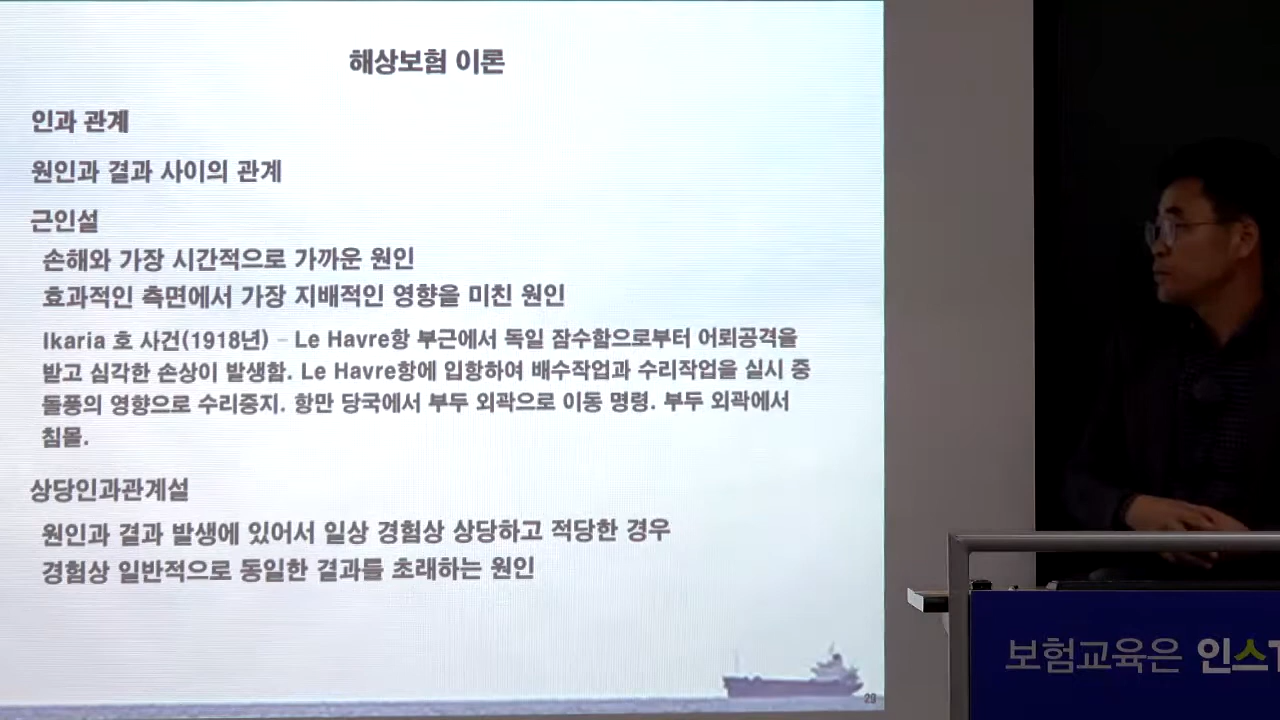 해상보험 이론
인과 관계
원인과 결과 사이의 관계
근인설
손해와 가장 시간적으로 가까운 원인
효과적인 측면에서 가장 지배적인 영향을 미친 원인
Ikaria 호 사건(1918년) – Le Havre항 부근에서 독일 잠수함으로부터 어뢰공격을
받고 심각한 손상이 발생함. Le Havre항에 입항하여 배수작업과 수리작업을 실시 중
돌풍의 영향으로 수리중지. 항만 당국에서 부두 외곽으로 이동 명령. 부두 외곽에서
침몰.
상당인과관계설
원인과 결과 발생에 있어서 일상 경험상 상당하고 적당한 경우
경험상 일반적으로 동일한 결과를 초래하는 원인
29
보험교육은 인스